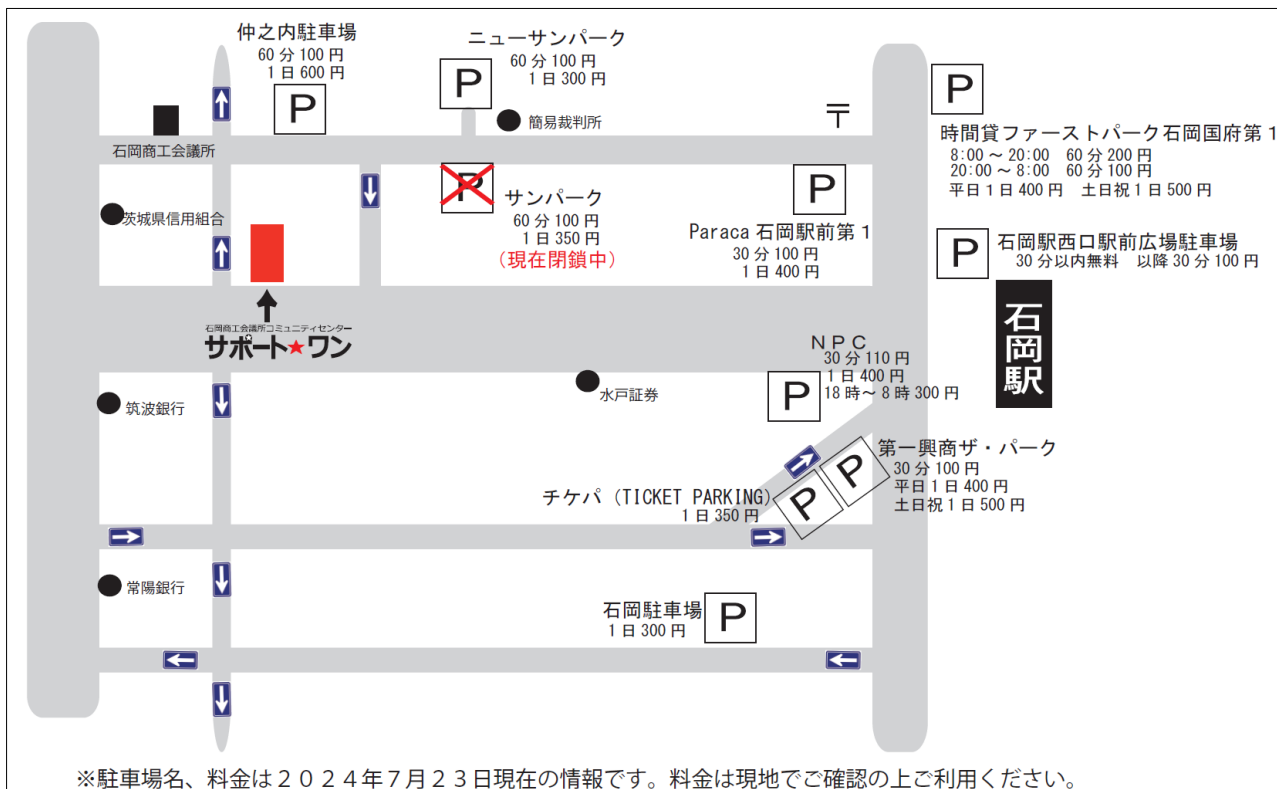 仲之内駐車場
60分100円
1日600円
P
ニューサンパーク
60分100円
1日300円
P
簡易裁判所
〒
P
時間貸ファーストパーク石岡国府第1
8:00～20:00 60分200円
20:00～8:00 60分100円
平日1日400円 土日祝1日500円
石岡商工会議所
P
サンパーク
60分100円
1日350円
(現在閉鎖中)
P
Paraca石岡駅前第1
30分100円
1日400円
茨城県信用組合
P
石岡駅西口駅前広場駐車場
30分以内無料 以降30分100円
石岡駅
石岡商工会議所コミュニティセンター
サポート★ワン
NPC
30分110円
1日400円
18時～8時300円
P
水戸証券
筑波銀行
第一興商ザ・パーク
30分100円
平日1日400円
土日祝1日500円
P
チケパ(TICKET PARKING)
1日350円
P
常陽銀行
石岡駐車場
1日300円
P
※駐車場名、料金は2024年7月23日現在の情報です。料金は現地でご確認の上ご利用ください。